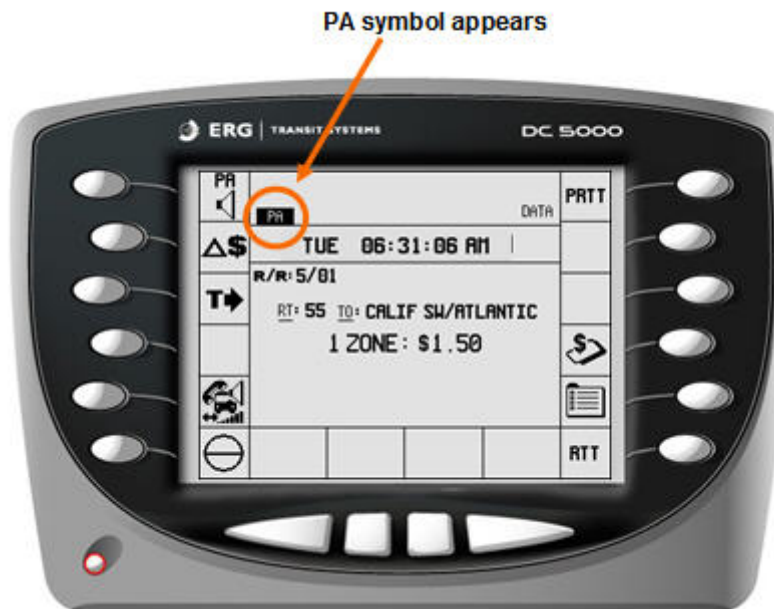 PA symbol appears
ERG | TRANSIT SYSTEMS
DC 5000
PA
PRTT
PA
DATA
△$
TUE 06:31:06 AM
R/R: 5/01
T
RT: 55 TO: CALIF SW/ATLANTIC
1 ZONE: $1.50
$
RTT